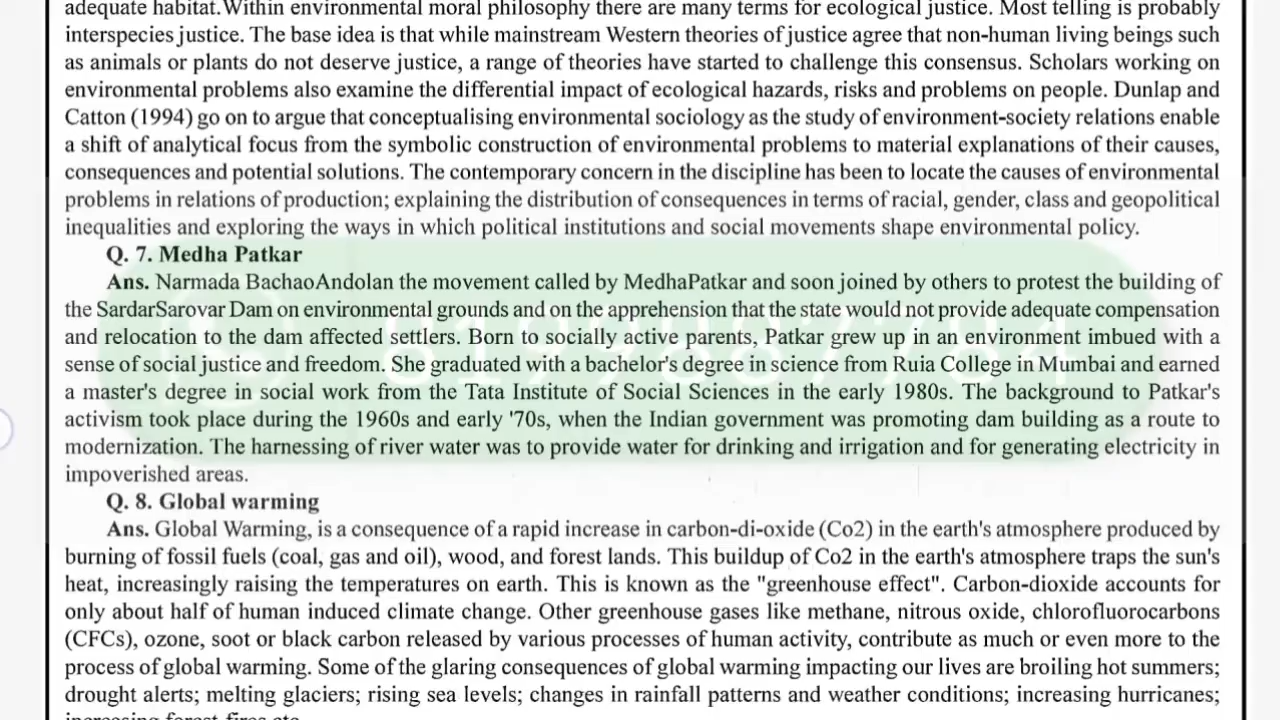 adequate habitat.Within environmental moral philosophy there are many terms for ecological justice. Most telling is probably
interspecies justice. The base idea is that while mainstream Western theories of justice agree that non-human living beings such
as animals or plants do not deserve justice, a range of theories have started to challenge this consensus. Scholars working on
environmental problems also examine the differential impact of ecological hazards, risks and problems on people. Dunlap and
Catton (1994) go on to argue that conceptualising environmental sociology as the study of environment-society relations enable
a shift of analytical focus from the symbolic construction of environmental problems to material explanations of their causes,
consequences and potential solutions. The contemporary concern in the discipline has been to locate the causes of environmental
problems in relations of production; explaining the distribution of consequences in terms of racial, gender, class and geopolitical
inequalities and exploring the ways in which political institutions and social movements shape environmental policy.
Q. 7. Medha Patkar
Ans. Narmada BachaoAndolan the movement called by MedhaPatkar and soon joined by others to protest the building of
the SardarSarovar Dam on environmental grounds and on the apprehension that the state would not provide adequate compensation
and relocation to the dam affected settlers. Born to socially active parents, Patkar grew up in an environment imbued with a
sense of social justice and freedom. She graduated with a bachelor's degree in science from Ruia College in Mumbai and earned
a master's degree in social work from the Tata Institute of Social Sciences in the early 1980s. The background to Patkar's
activism took place during the 1960s and early '70s, when the Indian government was promoting dam building as a route to
modernization. The harnessing of river water was to provide water for drinking and irrigation and for generating electricity in
impoverished areas.
Q. 8. Global warming
Ans. Global Warming, is a consequence of a rapid increase in carbon-di-oxide (Co2) in the earth's atmosphere produced by
burning of fossil fuels (coal, gas and oil), wood, and forest lands. This buildup of Co2 in the earth's atmosphere traps the sun's
heat, increasingly raising the temperatures on earth. This is known as the "greenhouse effect". Carbon-dioxide accounts for
only about half of human induced climate change. Other greenhouse gases like methane, nitrous oxide, chlorofluorocarbons
(CFCs), ozone, soot or black carbon released by various processes of human activity, contribute as much or even more to the
process of global warming. Some of the glaring consequences of global warming impacting our lives are broiling hot summers;
drought alerts; melting glaciers; rising sea levels; changes in rainfall patterns and weather conditions; increasing hurricanes;
increasing forest fires etc.